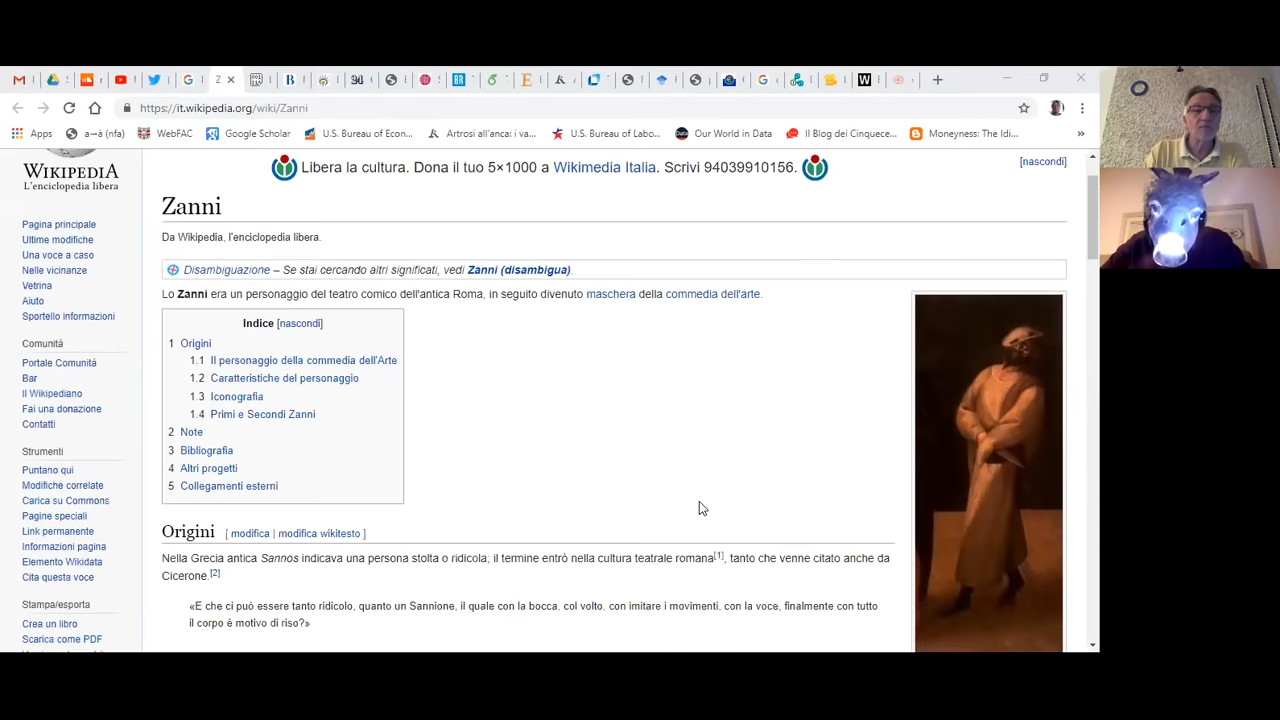 https://it.wikipedia.org/wiki/Zanni
Apps
a→à (nfa)
WebFAC
Google Scholar
U.S. Bureau of Econ...
Artrosi all'anca: i va...
U.S. Bureau of Labo...
Our World in Data
Il Blog dei Cinquece...
Moneyness: The Idi...
»
WIKIPEDIA
L'enciclopedia libera
Pagina principale
Ultime modifiche
Una voce a caso
Nelle vicinanze
Vetrina
Aiuto
Sportello informazioni
Comunità
Portale Comunità
Bar
Il Wikipediano
Fai una donazione
Contatti
Strumenti
Puntano qui
Modifiche correlate
Carica su Commons
Pagine speciali
Link permanente
Informazioni pagina
Elemento Wikidata
Cita questa voce
Stampa/esporta
Crea un libro
Scarica come PDF
Libera la cultura. Dona il tuo 5×1000 a Wikimedia Italia. Scrivi 94039910156.
[nascondi]
Zanni
Da Wikipedia, l'enciclopedia libera.
Disambiguazione – Se stai cercando altri significati, vedi Zanni (disambigua).
Lo Zanni era un personaggio del teatro comico dell'antica Roma, in seguito divenuto maschera della commedia dell'arte.
Indice [nascondi]
1 Origini
1.1 Il personaggio della commedia dell'Arte
1.2 Caratteristiche del personaggio
1.3 Iconografia
1.4 Primi e Secondi Zanni
2 Note
3 Bibliografia
4 Altri progetti
5 Collegamenti esterni
Origini [ modifica | modifica wikitesto ]
Nella Grecia antica Sannos indicava una persona stolta o ridicola; il termine entrò nella cultura teatrale romana[1], tanto che venne citato anche da
Cicerone.[2]
«E che ci può essere tanto ridicolo, quanto un Sannione, il quale con la bocca, col volto, con imitare i movimenti, con la voce, finalmente con tutto
il corpo è motivo di riso?»